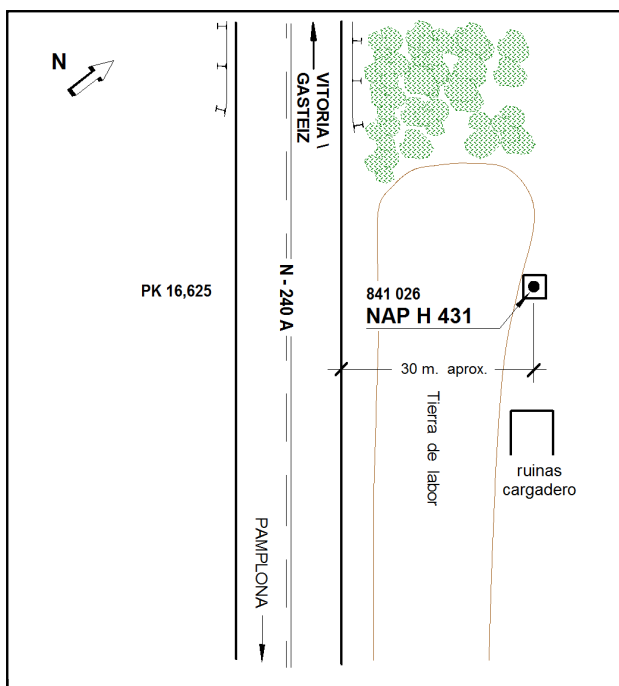 N
VITORIA \
GASTEIZ
PK 16,625
N - 240 A
841 026
NAP H 431
30 m. aprox.
Tierra de labor
ruinas
cargadero
PAMPLONA